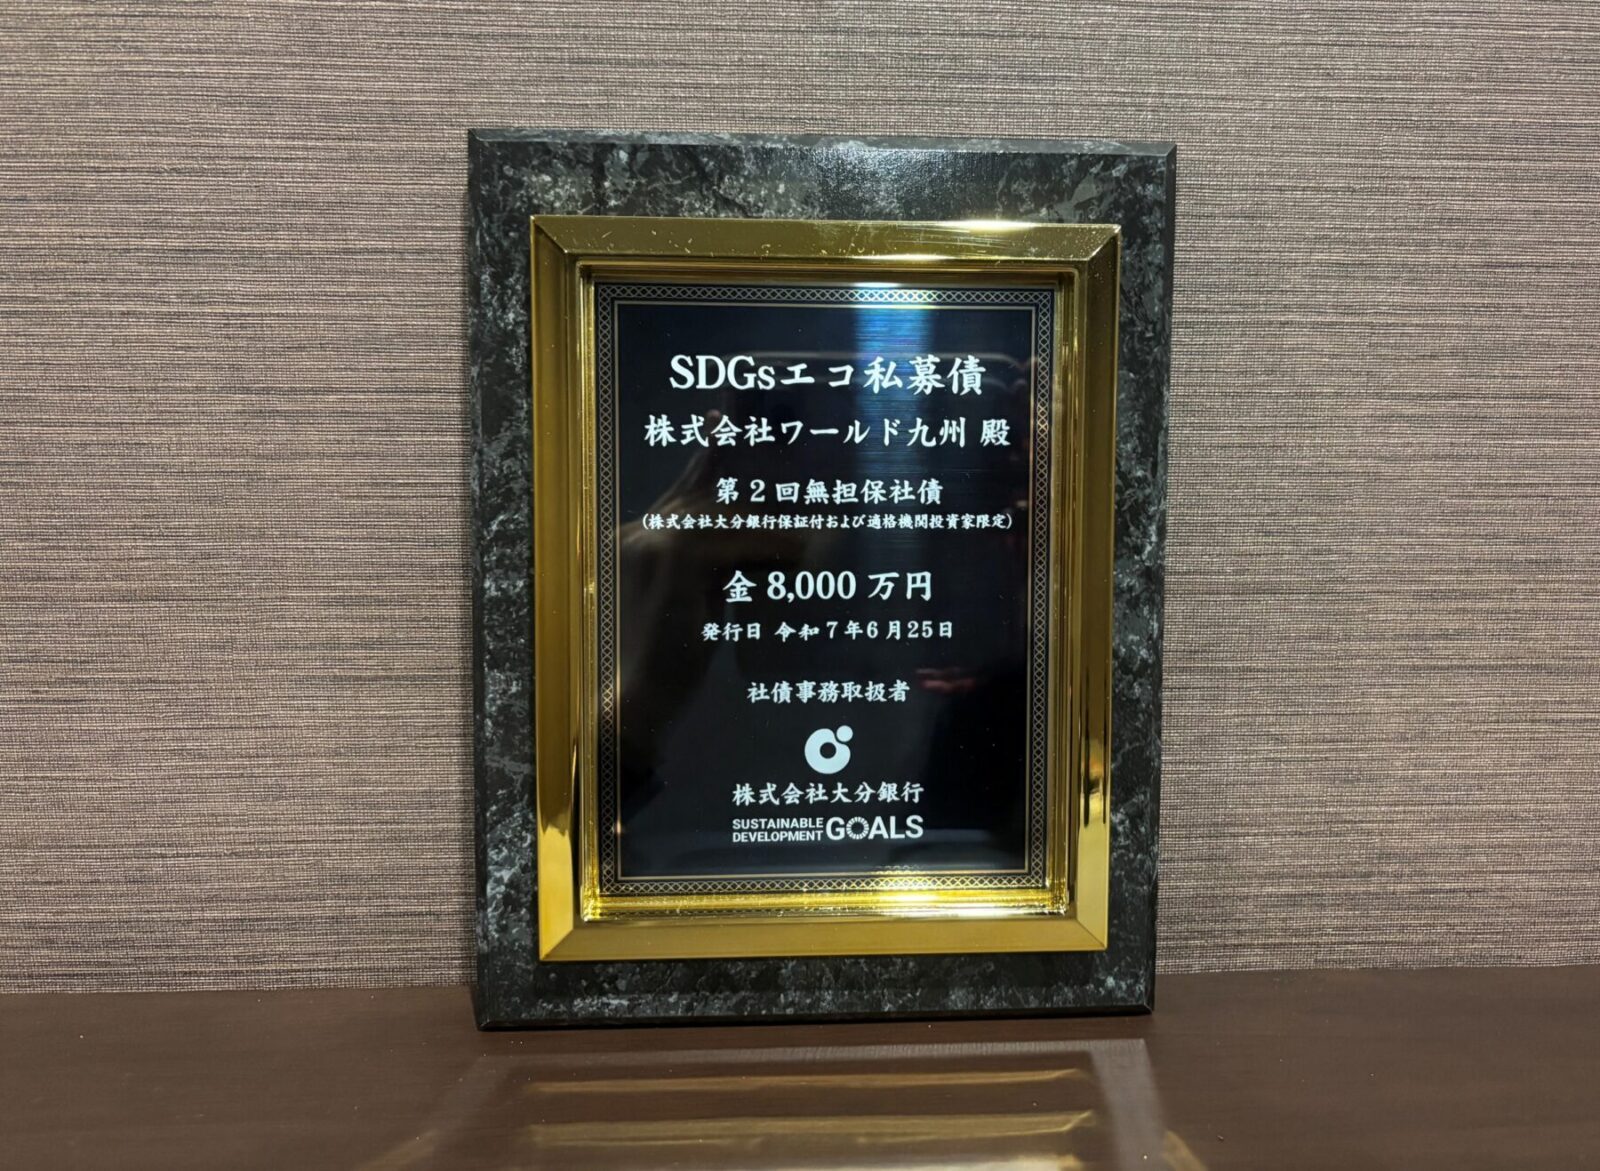 SDGsエコ私募債
株式会社ワールド九州 殿
第2回無担保社債
(株式会社大分銀行保証付および適格機関投資家限定)
金 8,000 万円
発行日 令和7年6月25日
社債事務取扱者
株式会社大分銀行
SUSTAINABLE
DEVELOPMENT GOALS